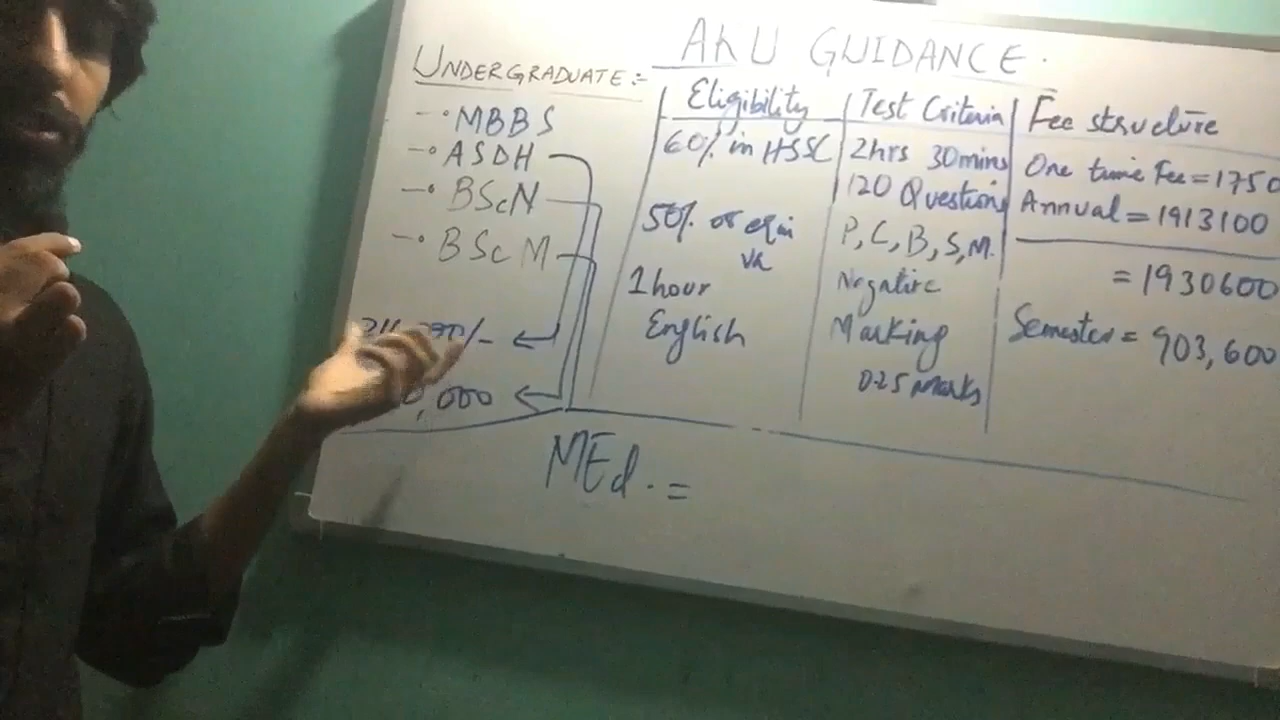 AKU GUIDANCE.
UNDERGRADUATE:-
-• MBBS
-• ASDH
-• BScN
-• BScM
,000
Eligibility
60% in HSSC
50% or
1 hour
English
Test Criteria
2hrs 30mins
120 Questions
P, C, B, S, M.
Negative
Marking
0.25 marks
Fee structure
One time Fee = 1750
Annual = 1913100
= 1930600
Semester = 903,600
MEd. =